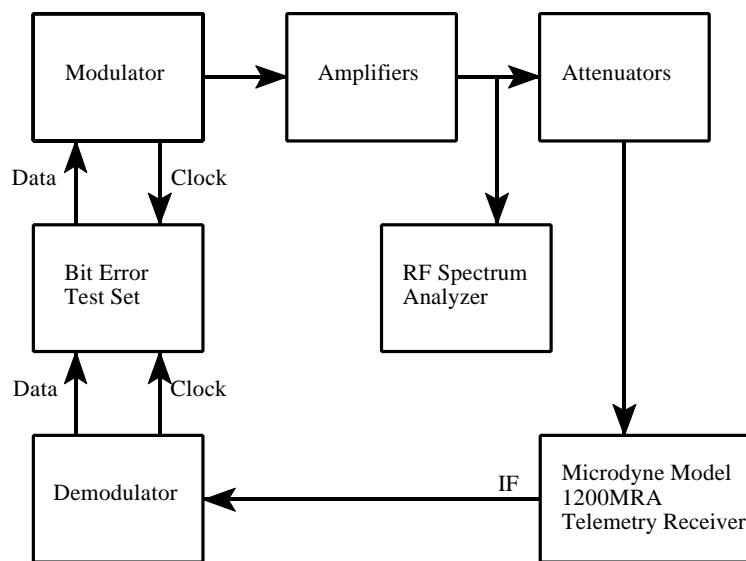 Modulator
Amplifiers
Attenuators
Data
Clock
Bit Error
Test Set
RF Spectrum
Analyzer
Data
Clock
Demodulator
IF
Microdyne Model
1200MRA
Telemetry Receiver